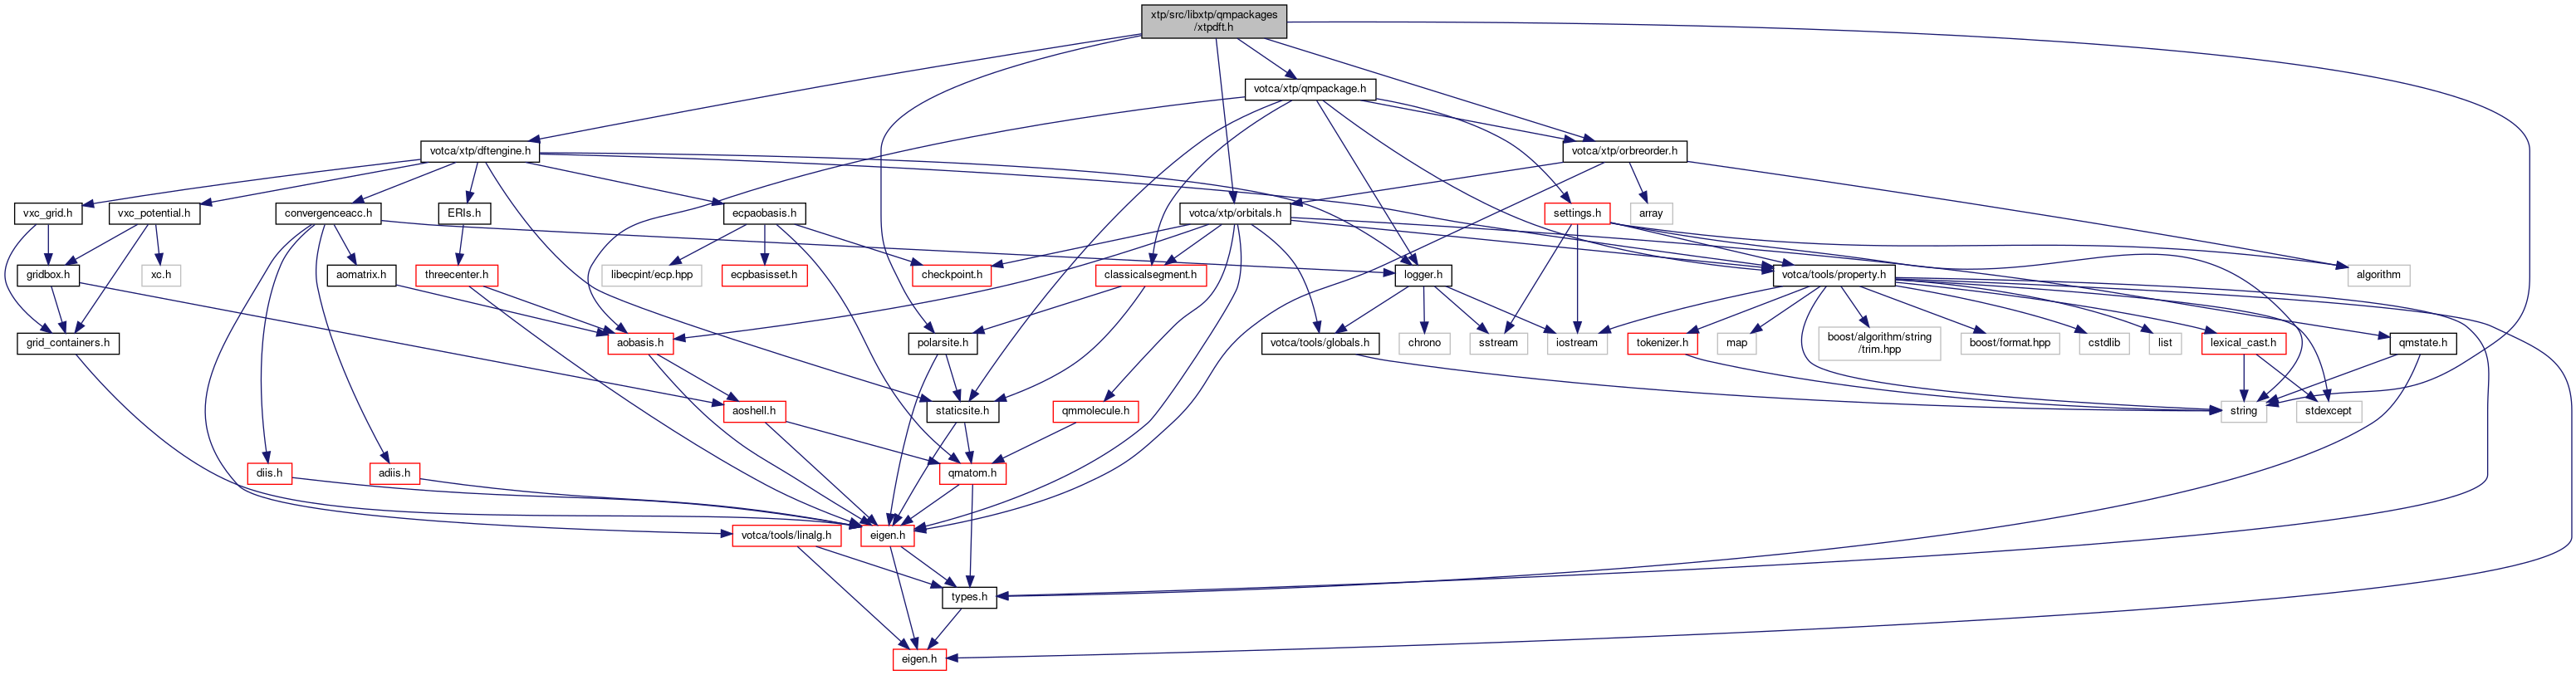 xtp/src/libxtp/qmpackages
/xtpdft.h
votca/xtp/qmpackage.h
votca/xtp/dftengine.h
votca/xtp/orbreorder.h
vxc_grid.h
vxc_potential.h
convergenceacc.h
ERIs.h
ecpaobasis.h
votca/xtp/orbitals.h
settings.h
array
gridbox.h
xc.h
aomatrix.h
threecenter.h
libecpint/ecp.hpp
ecpbasisset.h
checkpoint.h
classicalsegment.h
logger.h
votca/tools/property.h
algorithm
grid_containers.h
aobasis.h
polarsite.h
votca/tools/globals.h
chrono
sstream
iostream
tokenizer.h
map
boost/algorithm/string
/trim.hpp
boost/format.hpp
cstdlib
list
lexical_cast.h
qmstate.h
aoshell.h
staticsite.h
qmmolecule.h
string
stdexcept
diis.h
adiis.h
qmatom.h
votca/tools/linalg.h
eigen.h
types.h
eigen.h